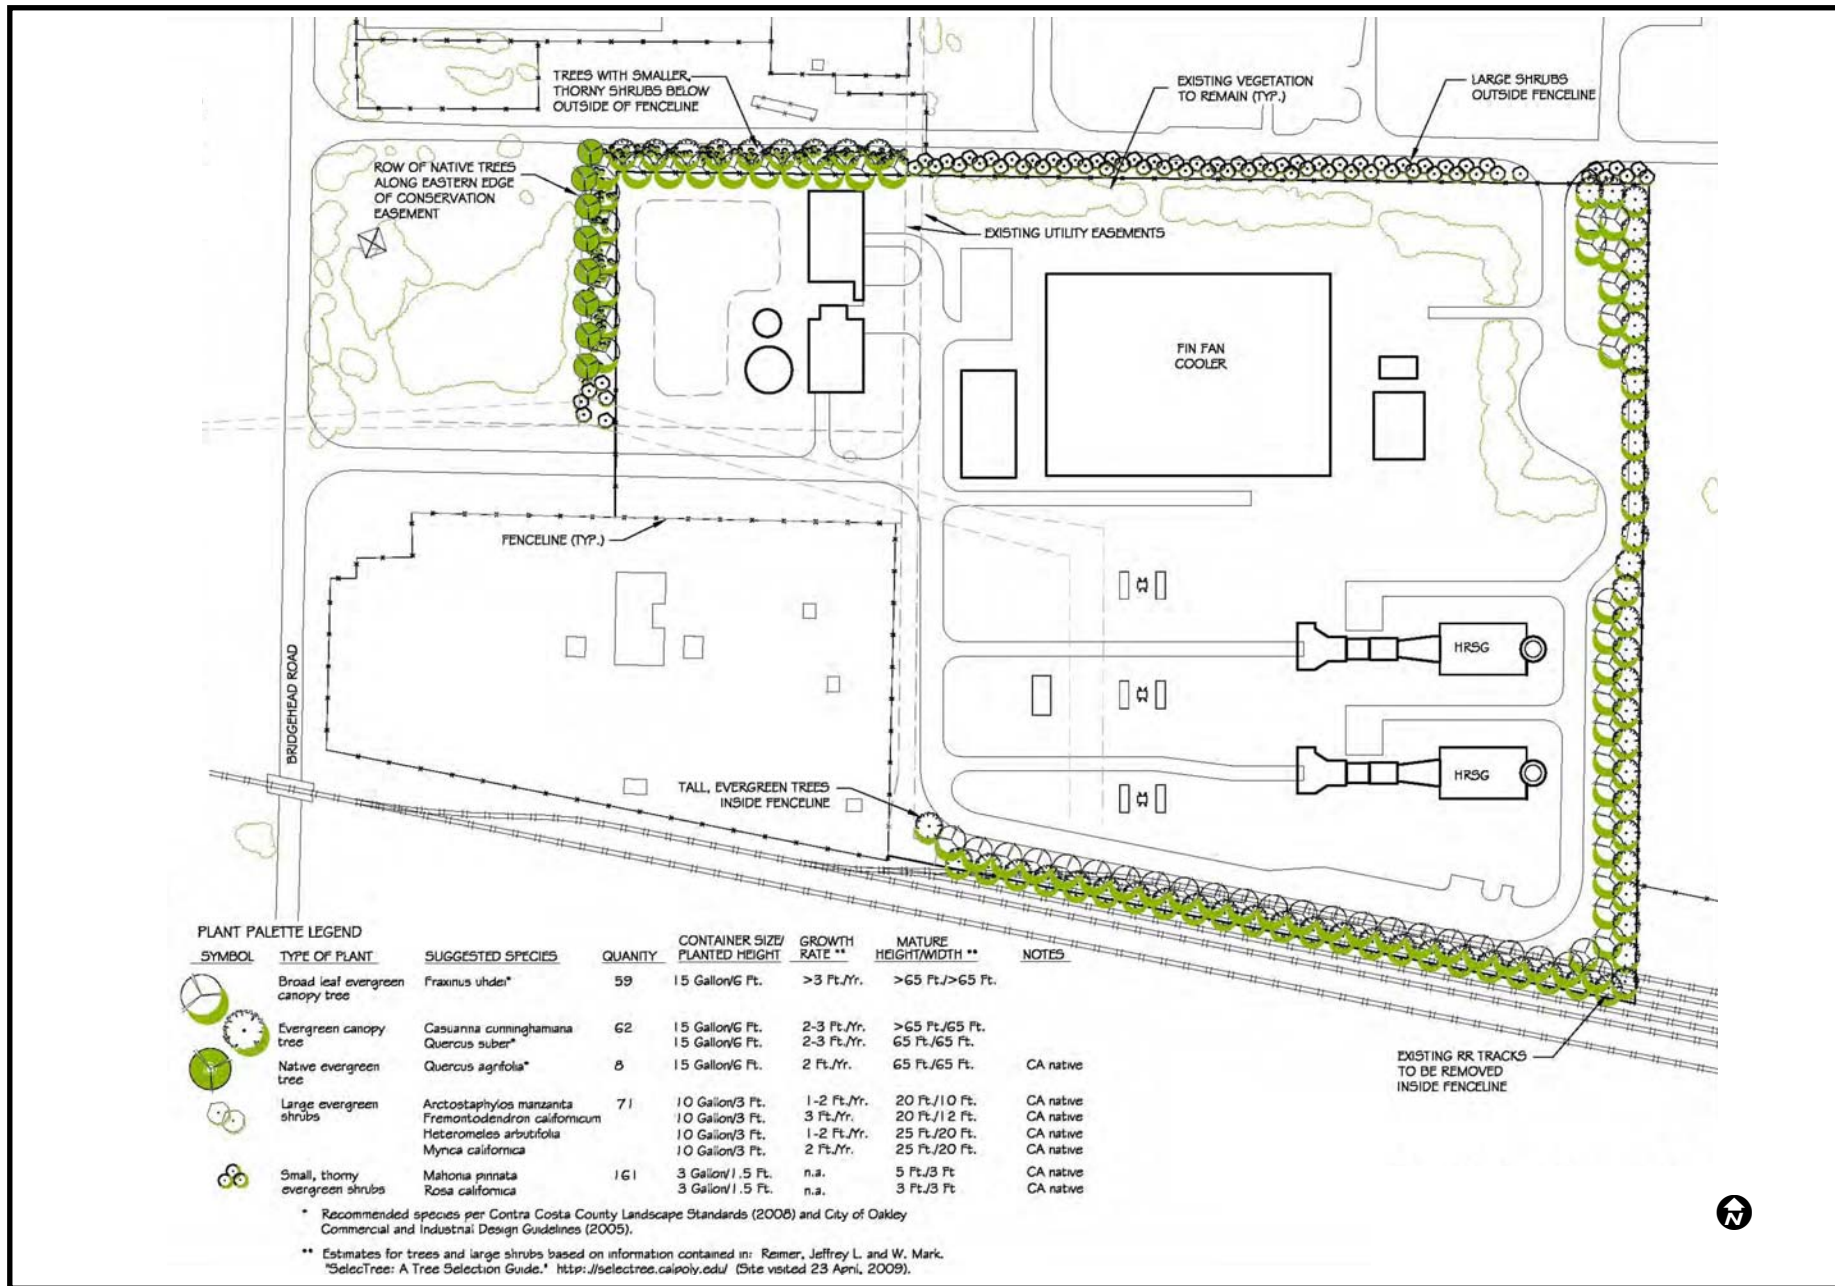 TREES WITH SMALLER,
THORNY SHRUBS BELOW
OUTSIDE OF FENCELINE
EXISTING VEGETATION
TO REMAIN (TYP.)
LARGE SHRUBS
OUTSIDE FENCELINE
ROW OF NATIVE TREES
ALONG EASTERN EDGE
OF CONSERVATION
EASEMENT
EXISTING UTILITY EASEMENTS
FIN FAN
COOLER
FENCELINE (TYP.)
BRIDGEHEAD ROAD
HRSG
HRSG
TALL, EVERGREEN TREES
INSIDE FENCELINE
EXISTING RR TRACKS
TO BE REMOVED
INSIDE FENCELINE
PLANT PALETTE LEGEND
SYMBOL TYPE OF PLANT SUGGESTED SPECIES QUANITY CONTAINER SIZE/ PLANTED HEIGHT GROWTH RATE ** MATURE HEIGHT/WIDTH ** NOTES
Broad leaf evergreen Fraxinus uhdei* 59 15 Gallon/6 Ft. >3 Ft./Yr. >65 Ft./>65 Ft.
canopy tree
Evergreen canopy Casuarina cunninghamiana 62 15 Gallon/6 Ft. 2-3 Ft./Yr. >65 Ft./65 Ft.
tree Quercus suber* 15 Gallon/6 Ft. 2-3 Ft./Yr. 65 Ft./65 Ft.
Native evergreen Quercus agrifolia* 8 15 Gallon/6 Ft. 2 Ft./Yr. 65 Ft./65 Ft. CA native
tree
Large evergreen Arctostaphylos manzanita 71 10 Gallon/3 Ft. 1-2 Ft./Yr. 20 Ft./10 Ft. CA native
shrubs Fremontodendron californicum 10 Gallon/3 Ft. 3 Ft./Yr. 20 Ft./12 Ft. CA native
Heteromeles arbutifolia 10 Gallon/3 Ft. 1-2 Ft./Yr. 25 Ft./20 Ft. CA native
Myrica californica 10 Gallon/3 Ft. 2 Ft./Yr. 25 Ft./20 Ft. CA native
Small, thorny Mahonia pinnata 161 3 Gallon/1.5 Ft. n.a. 5 Ft./3 Ft CA native
evergreen shrubs Rosa californica 3 Gallon/1.5 Ft. n.a. 3 Ft./3 Ft CA native
* Recommended species per Contra Costa County Landscape Standards (2008) and City of Oakley
Commercial and Industrial Design Guidelines (2005).
** Estimates for trees and large shrubs based on information contained in: Reimer, Jeffrey L. and W. Mark.
"SelecTree: A Tree Selection Guide." http://selectree.calpoly.edu/ (Site visited 23 April, 2009).
N